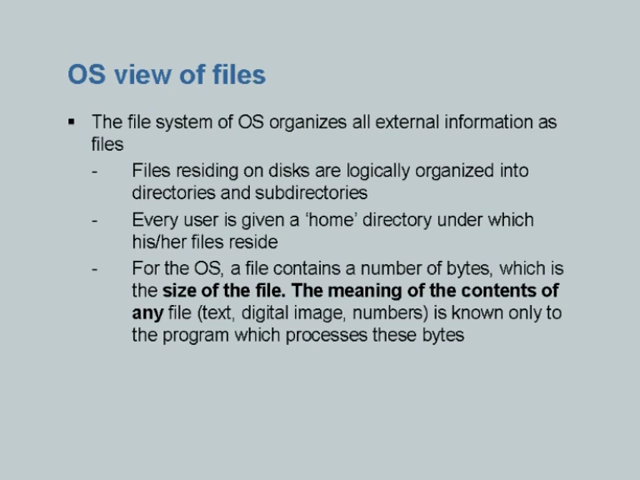 OS view of files
▪ The file system of OS organizes all external information as
files
- Files residing on disks are logically organized into
directories and subdirectories
- Every user is given a ‘home’ directory under which
his/her files reside
- For the OS, a file contains a number of bytes, which is
the size of the file. The meaning of the contents of
any file (text, digital image, numbers) is known only to
the program which processes these bytes